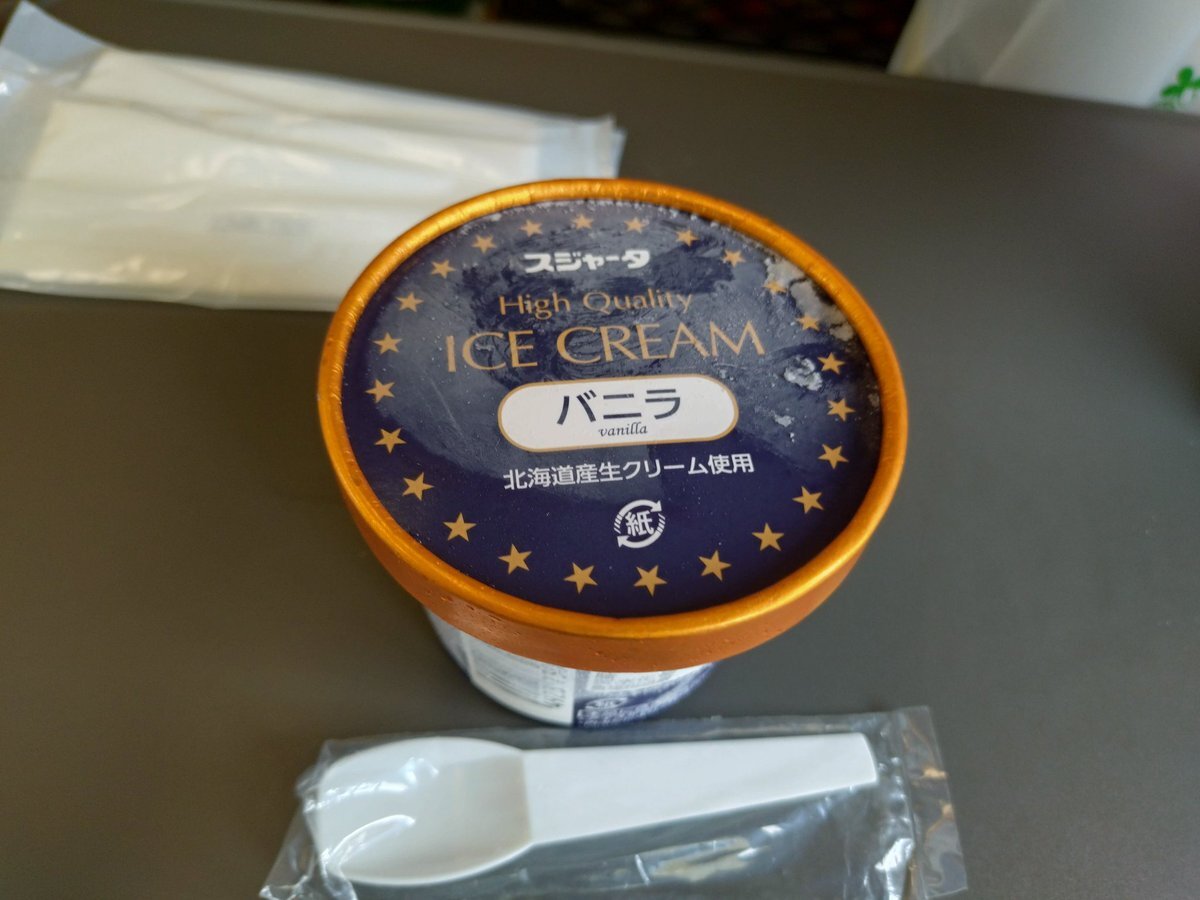 スジャータ
High Quality
ICE CREAM
バニラ
vanilla
北海道産生クリーム使用
紙